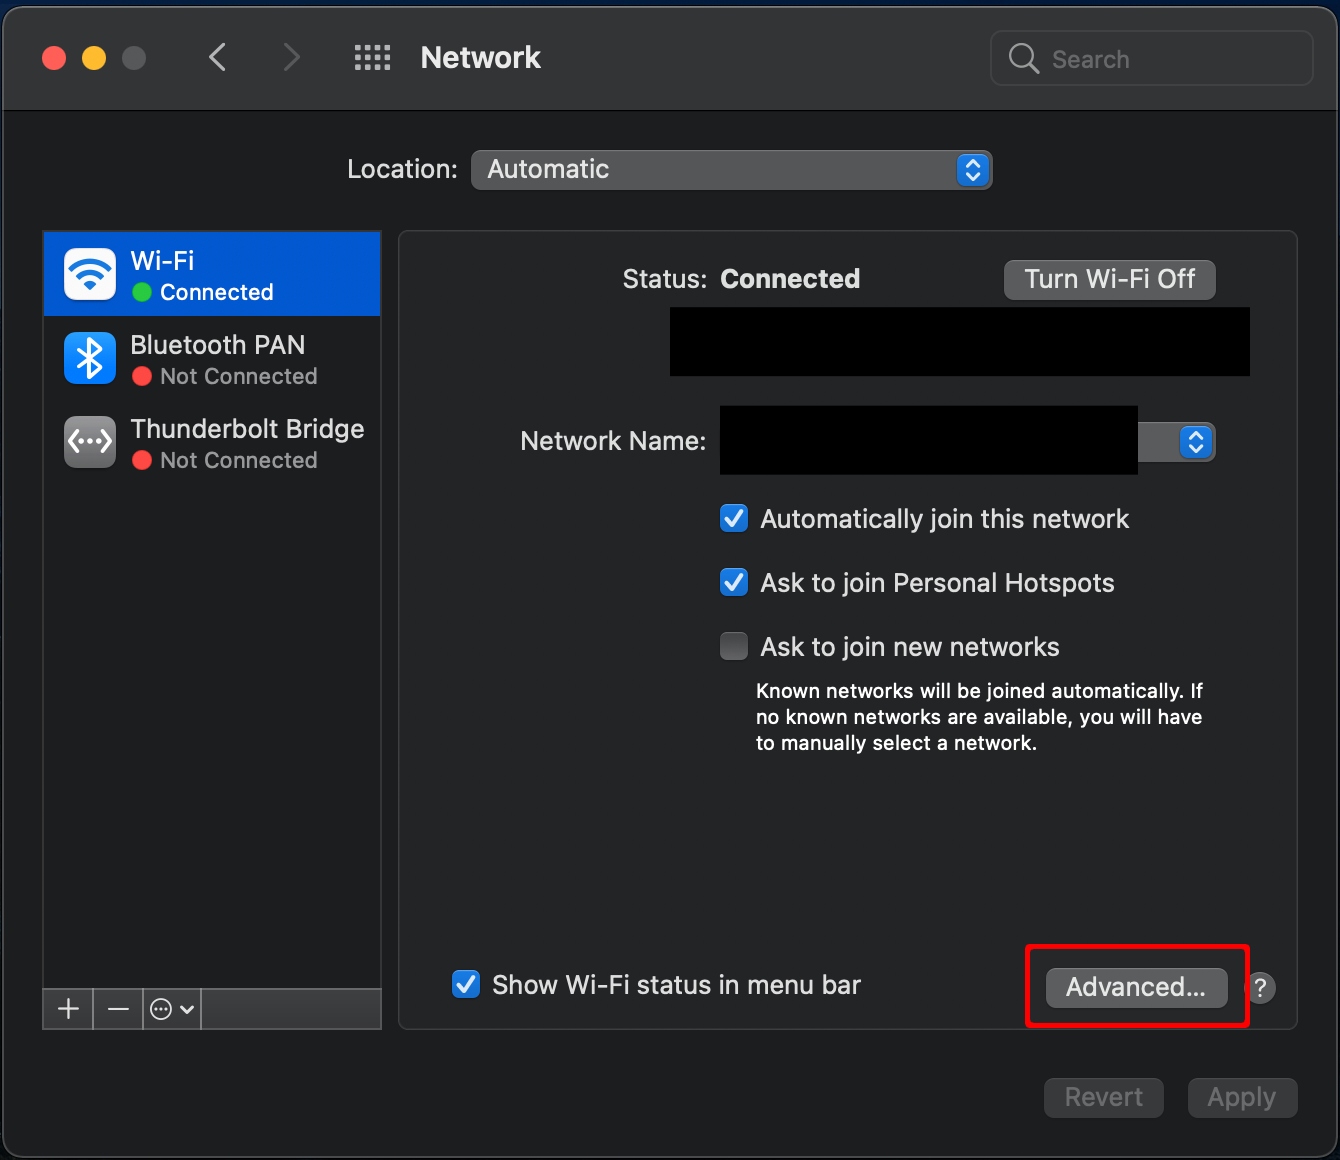 Network
Search
Location: Automatic
Wi-Fi
Connected
Bluetooth PAN
Not Connected
Thunderbolt Bridge
Not Connected
Status: Connected
Turn Wi-Fi Off
Network Name:
Automatically join this network
Ask to join Personal Hotspots
Ask to join new networks
Known networks will be joined automatically. If
no known networks are available, you will have
to manually select a network.
Show Wi-Fi status in menu bar
Advanced...
?
Revert
Apply